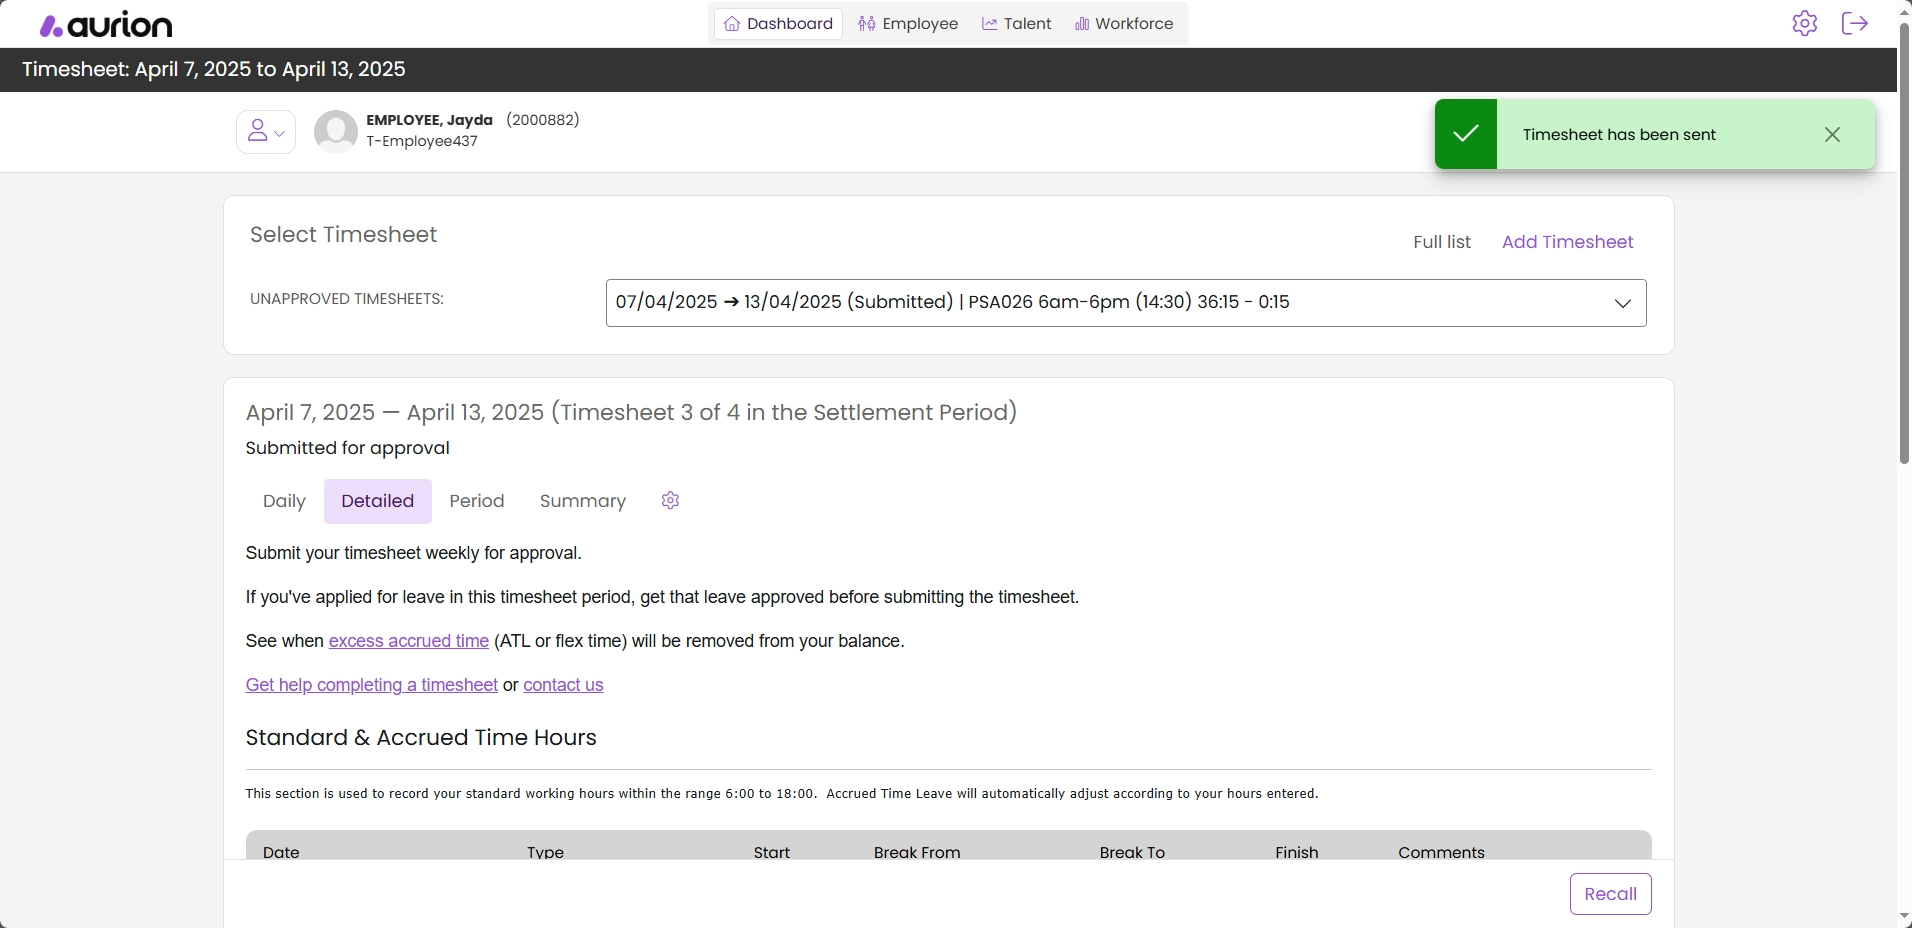 aurion
Dashboard Employee Talent Workforce
Timesheet: April 7, 2025 to April 13, 2025
EMPLOYEE, Jayda (2000882)
T-Employee437
Timesheet has been sent
Select Timesheet
Full list Add Timesheet
UNAPPROVED TIMESHEETS:
07/04/2025 ➔ 13/04/2025 (Submitted) | PSA026 6am-6pm (14:30) 36:15 - 0:15
April 7, 2025 — April 13, 2025 (Timesheet 3 of 4 in the Settlement Period)
Submitted for approval
Daily Detailed Period Summary
Submit your timesheet weekly for approval.
If you've applied for leave in this timesheet period, get that leave approved before submitting the timesheet.
See when excess accrued time (ATL or flex time) will be removed from your balance.
Get help completing a timesheet or contact us
Standard & Accrued Time Hours
This section is used to record your standard working hours within the range 6:00 to 18:00. Accrued Time Leave will automatically adjust according to your hours entered.
Date Type Start Break From Break To Finish Comments
Recall